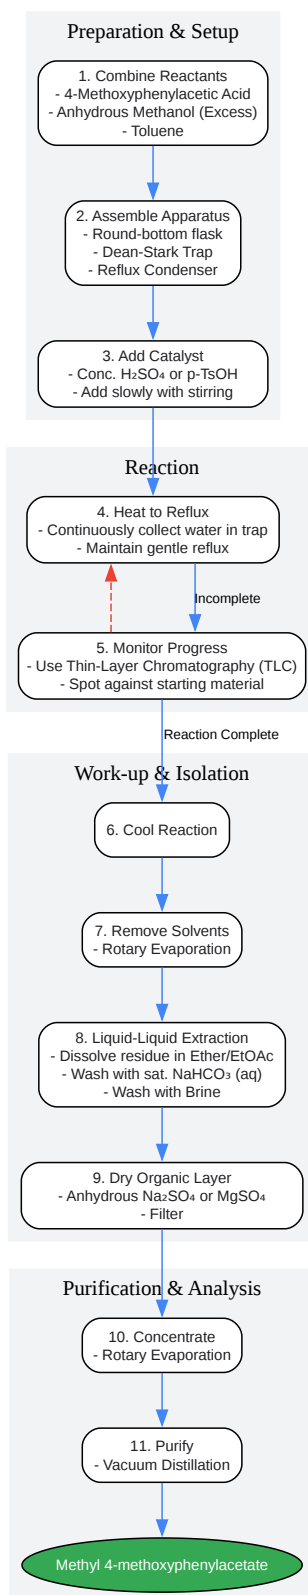 Preparation & Setup
1. Combine Reactants
- 4-Methoxyphenylacetic Acid
- Anhydrous Methanol (Excess)
- Toluene
2. Assemble Apparatus
- Round-bottom flask
- Dean-Stark Trap
- Reflux Condenser
3. Add Catalyst
- Conc. H₂SO₄ or p-TsOH
- Add slowly with stirring
Reaction
4. Heat to Reflux
- Continuously collect water in trap
- Maintain gentle reflux
Incomplete
5. Monitor Progress
- Use Thin-Layer Chromatography (TLC)
- Spot against starting material
Reaction Complete
Work-up & Isolation
6. Cool Reaction
7. Remove Solvents
- Rotary Evaporation
8. Liquid-Liquid Extraction
- Dissolve residue in Ether/EtOAc
- Wash with sat. NaHCO₃ (aq)
- Wash with Brine
9. Dry Organic Layer
- Anhydrous Na₂SO₄ or MgSO₄
- Filter
Purification & Analysis
10. Concentrate
- Rotary Evaporation
11. Purify
- Vacuum Distillation
Methyl 4-methoxyphenylacetate